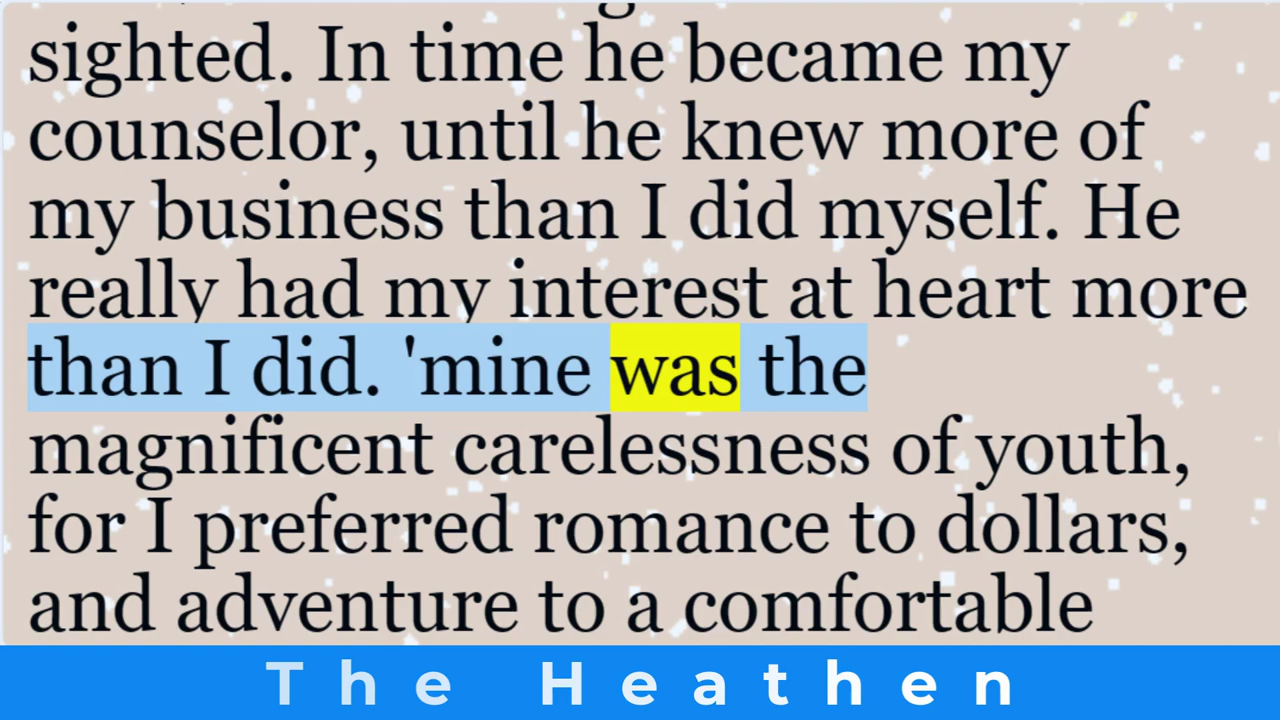 sighted. In time he became my
counselor, until he knew more of
my business than I did myself. He
really had my interest at heart more
than I did. 'mine was the
magnificent carelessness of youth,
for I preferred romance to dollars,
and adventure to a comfortable
The Heathen